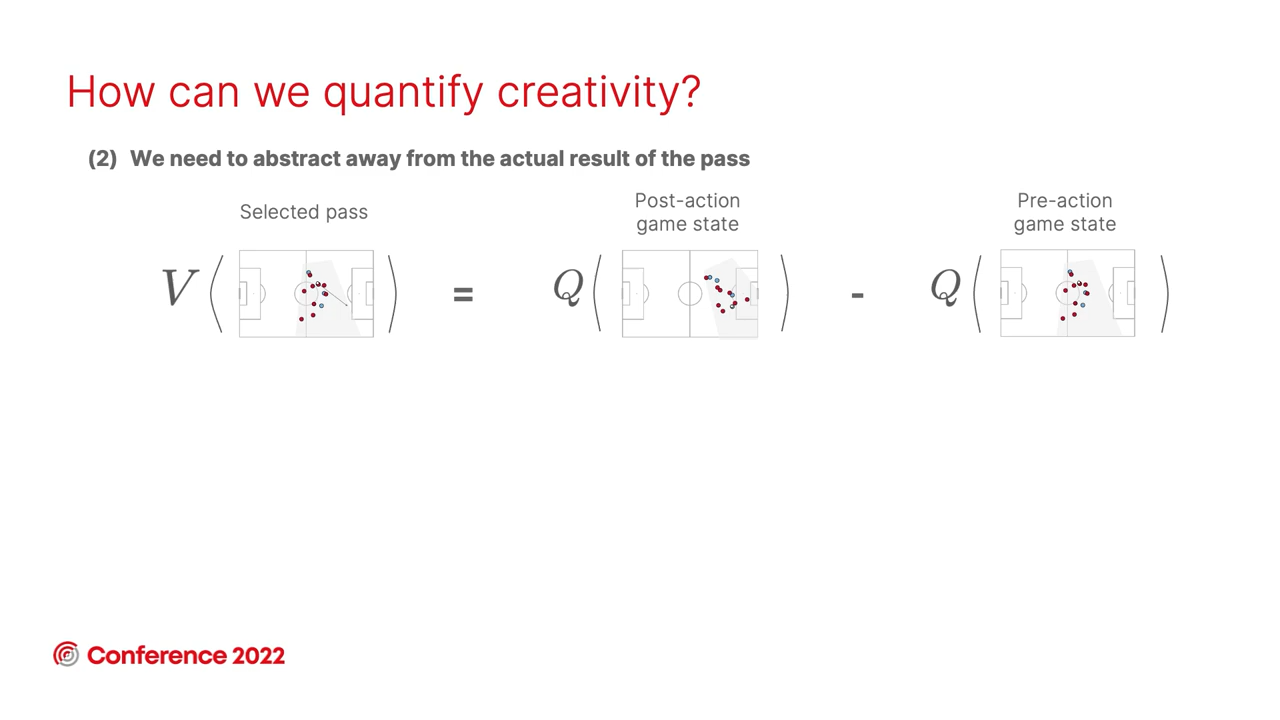 How can we quantify creativity?
(2) We need to abstract away from the actual result of the pass
Selected pass
Post-action
game state
Pre-action
game state
V ( ) = Q ( ) - Q ( )
Conference 2022